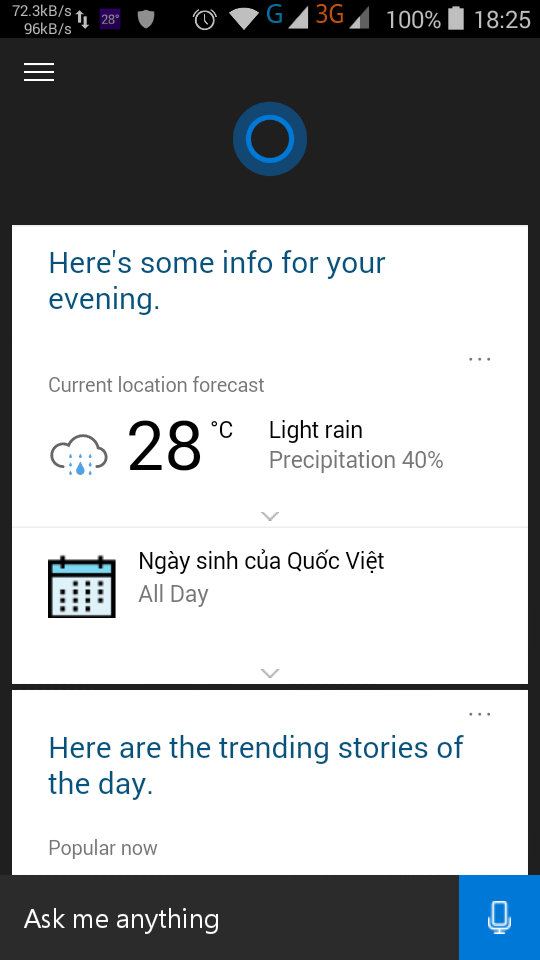 72.3kB/s
96kB/s
28° G 3G 100% 18:25
Here's some info for your
evening.
Current location forecast
28 °C
Light rain
Precipitation 40%
Ngày sinh của Quốc Việt
All Day
Here are the trending stories of
the day.
Popular now
Ask me anything